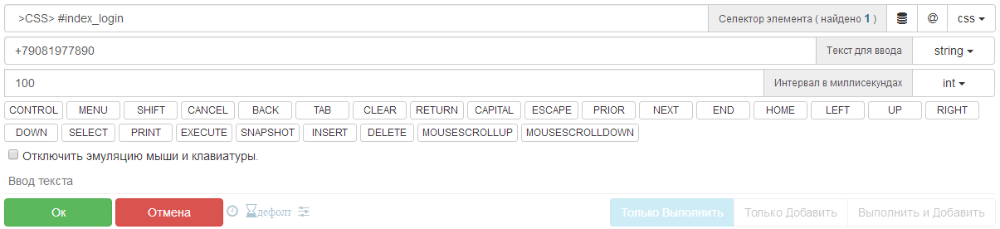 >CSS> #index_login Селектор элемента ( найдено 1 ) @ css
+79081977890 Текст для ввода string
100 Интервал в миллисекундах int
CONTROL MENU SHIFT CANCEL BACK TAB CLEAR RETURN CAPITAL ESCAPE PRIOR NEXT END HOME LEFT UP RIGHT
DOWN SELECT PRINT EXECUTE SNAPSHOT INSERT DELETE MOUSESCROLLUP MOUSESCROLLDOWN
Отключить эмуляцию мыши и клавиатуры.
Ввод текста
Ок Отмена дефолт Только Выполнить Только Добавить Выполнить и Добавить